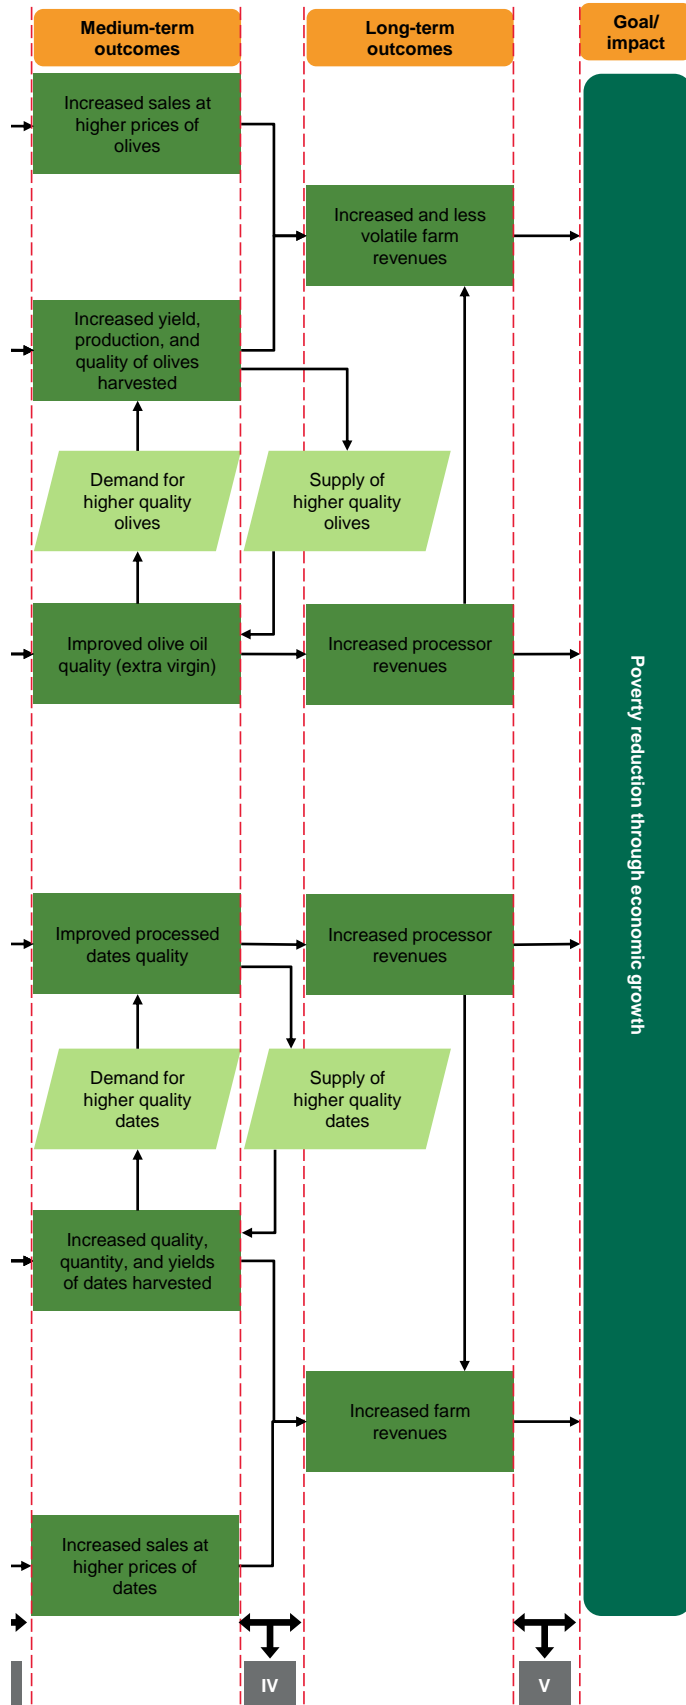 Medium-term
outcomes
Long-term
outcomes
Goal/
impact
Increased sales at
higher prices of
olives
Increased and less
volatile farm
revenues
Increased yield,
production, and
quality of olives
harvested
Demand for
higher quality
olives
Supply of
higher quality
olives
Improved olive oil
quality (extra virgin)
Increased processor
revenues
Poverty reduction through economic growth
Improved processed
dates quality
Increased processor
revenues
Demand for
higher quality
dates
Supply of
higher quality
dates
Increased quality,
quantity, and yields
of dates harvested
Increased farm
revenues
Increased sales at
higher prices of
dates
IV
V